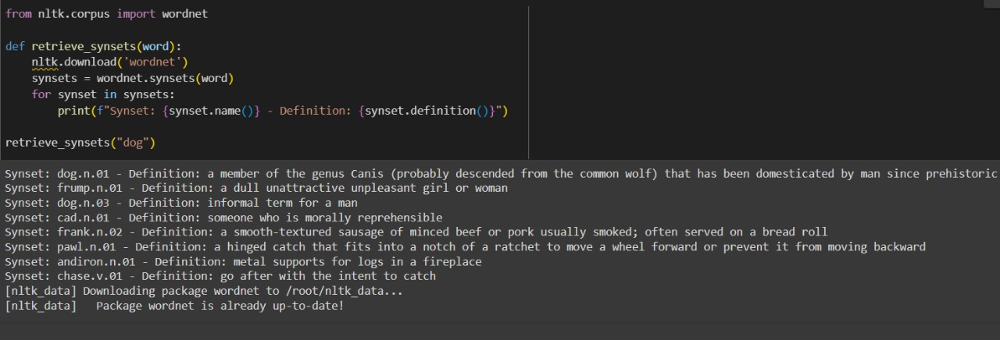 from nltk.corpus import wordnet
def retrieve_synsets(word):
    nltk.download('wordnet')
    synsets = wordnet.synsets(word)
    for synset in synsets:
        print(f"Synset: {synset.name()} - Definition: {synset.definition()}")
retrieve_synsets("dog")
Synset: dog.n.01 - Definition: a member of the genus Canis (probably descended from the common wolf) that has been domesticated by man since prehistoric
Synset: frump.n.01 - Definition: a dull unattractive unpleasant girl or woman
Synset: dog.n.03 - Definition: informal term for a man
Synset: cad.n.01 - Definition: someone who is morally reprehensible
Synset: frank.n.02 - Definition: a smooth-textured sausage of minced beef or pork usually smoked; often served on a bread roll
Synset: pawl.n.01 - Definition: a hinged catch that fits into a notch of a ratchet to move a wheel forward or prevent it from moving backward
Synset: andiron.n.01 - Definition: metal supports for logs in a fireplace
Synset: chase.v.01 - Definition: go after with the intent to catch
[nltk_data] Downloading package wordnet to /root/nltk_data...
[nltk_data]   Package wordnet is already up-to-date!